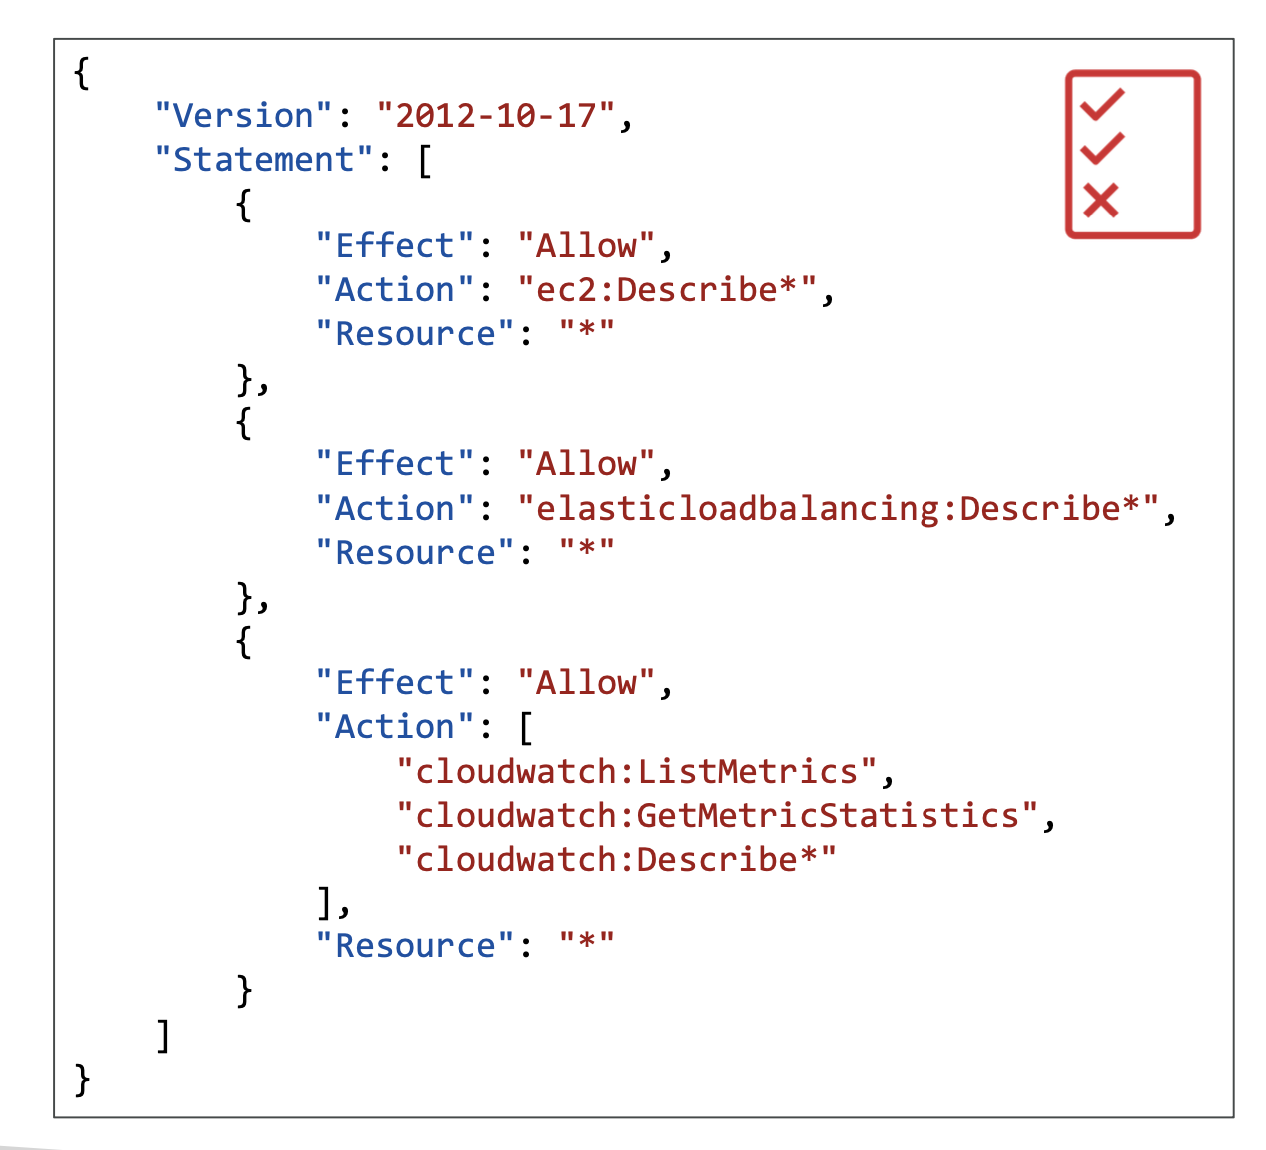 {
"Version": "2012-10-17",
"Statement": [
{
"Effect": "Allow",
"Action": "ec2:Describe*",
"Resource": "*"
},
{
"Effect": "Allow",
"Action": "elasticloadbalancing:Describe*",
"Resource": "*"
},
{
"Effect": "Allow",
"Action": [
"cloudwatch:ListMetrics",
"cloudwatch:GetMetricStatistics",
"cloudwatch:Describe*"
],
"Resource": "*"
}
]
}